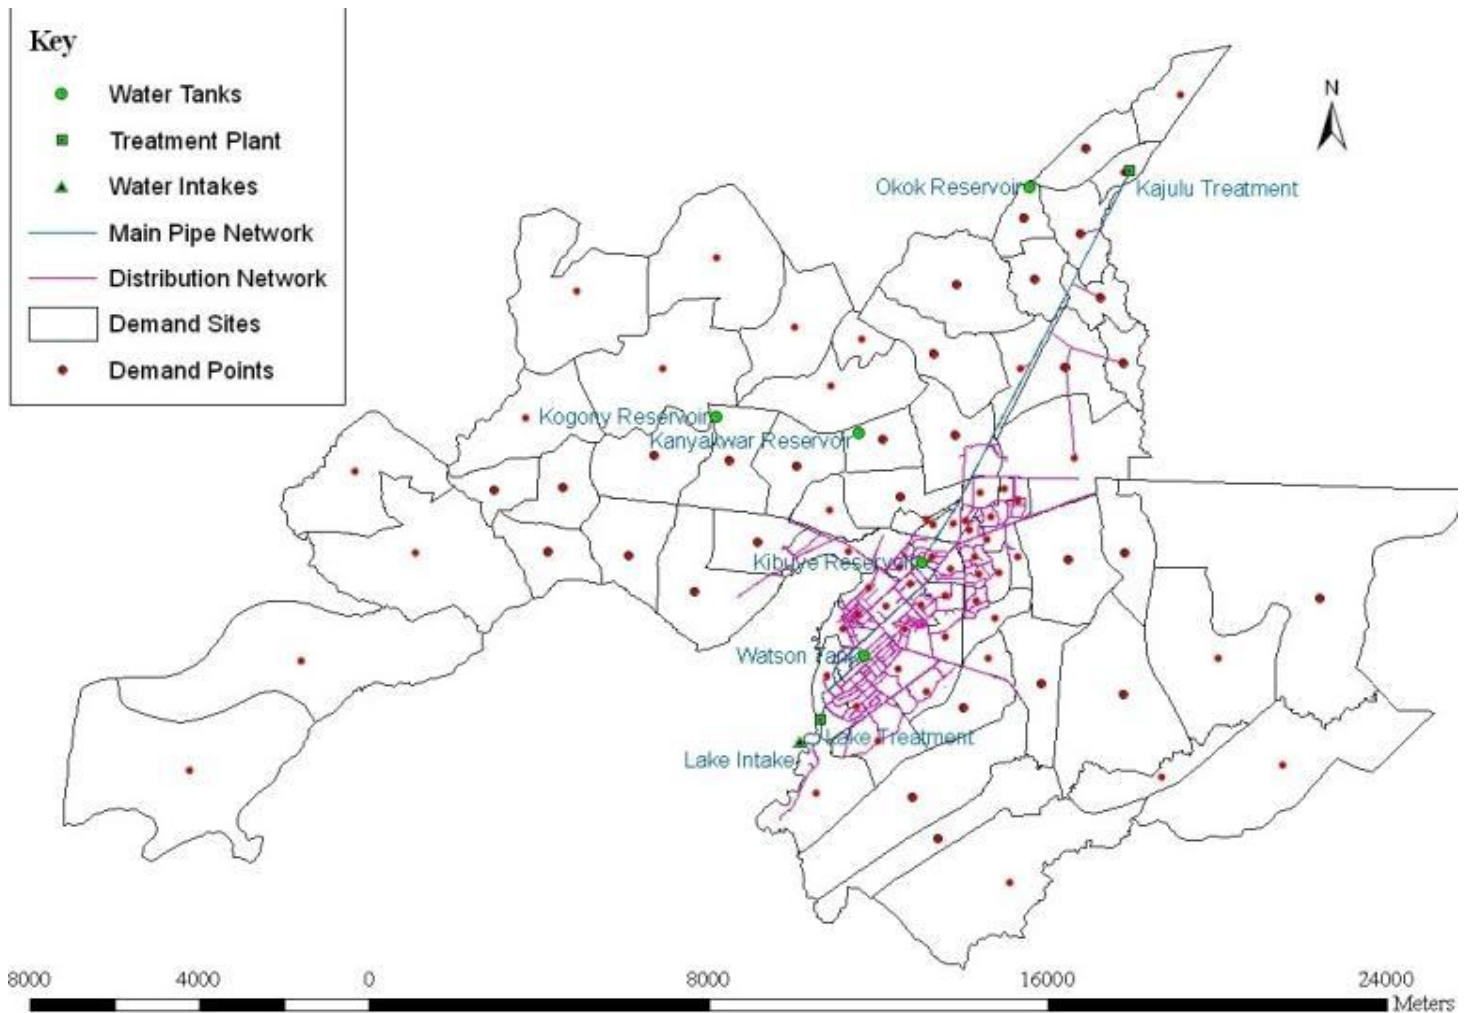 Key
Water Tanks
Treatment Plant
Water Intakes
Main Pipe Network
Distribution Network
Demand Sites
Demand Points
N
Okok Reservoir
Kajulu Treatment
Kogony Reservoir
Kanyakwar Reservoir
Kibuye Reservoir
Watson Tank
Lake Treatment
Lake Intake
8000 4000 0 8000 16000 24000
Meters